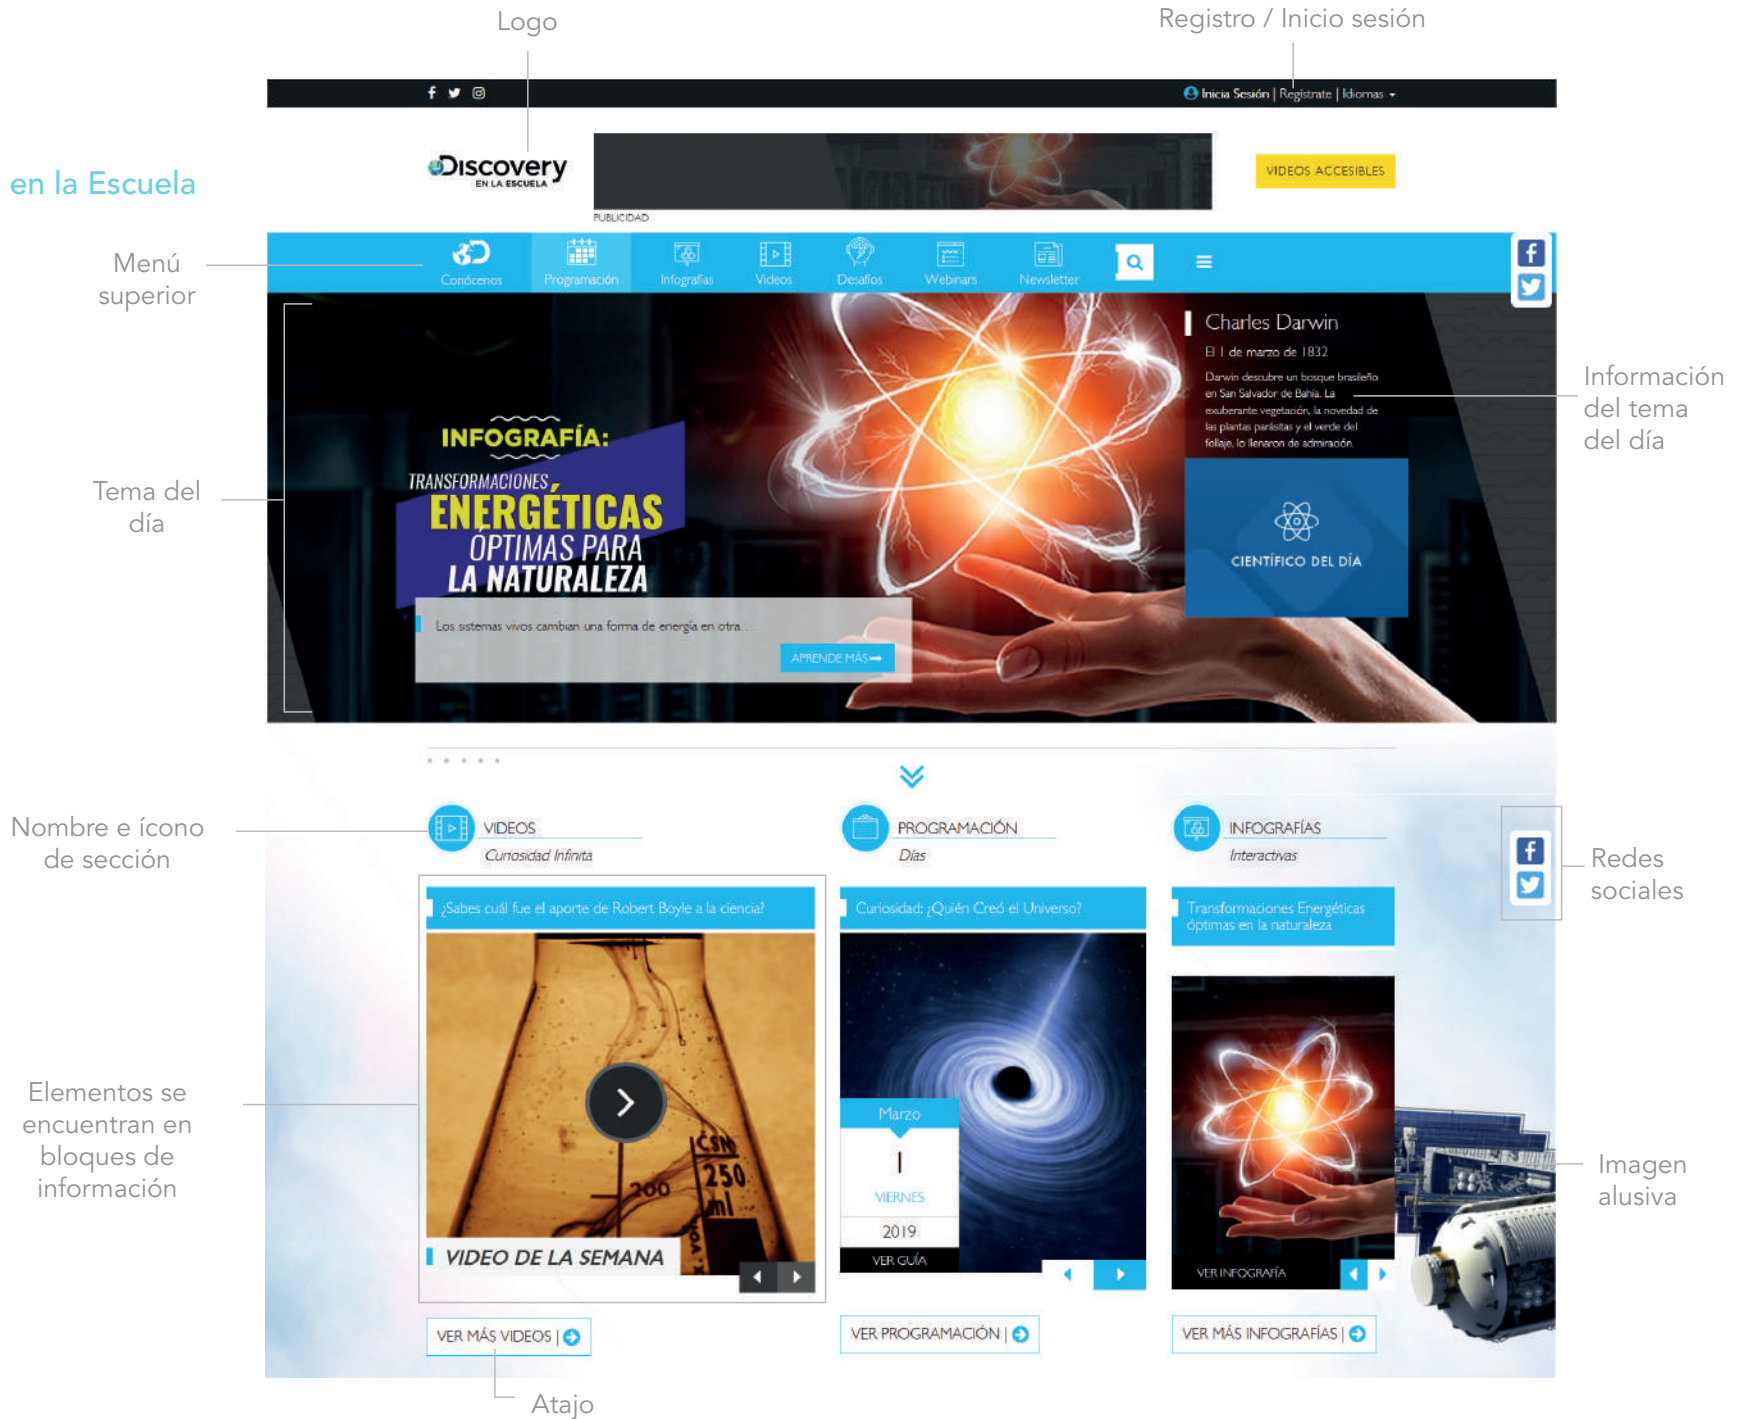 Logo
Registro / Inicio sesión
Inicia Sesión | Regístrate | Idiomas
en la Escuela
Discovery
EN LA ESCUELA
VIDEOS ACCESIBLES
PUBLICIDAD
Menú
superior
Conócenos
Programación
Infografías
Videos
Desafíos
Webinars
Newsletter
Charles Darwin
El 1 de marzo de 1832
Darwin descubre un bosque brasileño
en San Salvador de Bahía. La
exuberante vegetación, la novedad de
las plantas parásitas y el verde del
follaje, lo llenaron de admiración.
Información
del tema
del día
INFOGRAFÍA:
TRANSFORMACIONES
ENERGÉTICAS
ÓPTIMAS PARA
LA NATURALEZA
Tema del
día
CIENTÍFICO DEL DÍA
Los sistemas vivos cambian una forma de energía en otra...
APRENDE MÁS
Nombre e ícono
de sección
VIDEOS
Curiosidad Infinita
PROGRAMACIÓN
Días
INFOGRAFÍAS
Interactivas
Redes
sociales
¿Sabes cuál fue el aporte de Robert Boyle a la ciencia?
Curiosidad: ¿Quién Creó el Universo?
Transformaciones Energéticas
óptimas en la naturaleza
Elementos se
encuentran en
bloques de
información
ČSN
250
ml
200
VIDEO DE LA SEMANA
Marzo
1
VIERNES
2019
VER GUÍA
VER INFOGRAFÍA
Imagen
alusiva
VER MÁS VIDEOS |
VER PROGRAMACIÓN |
VER MÁS INFOGRAFÍAS |
Atajo